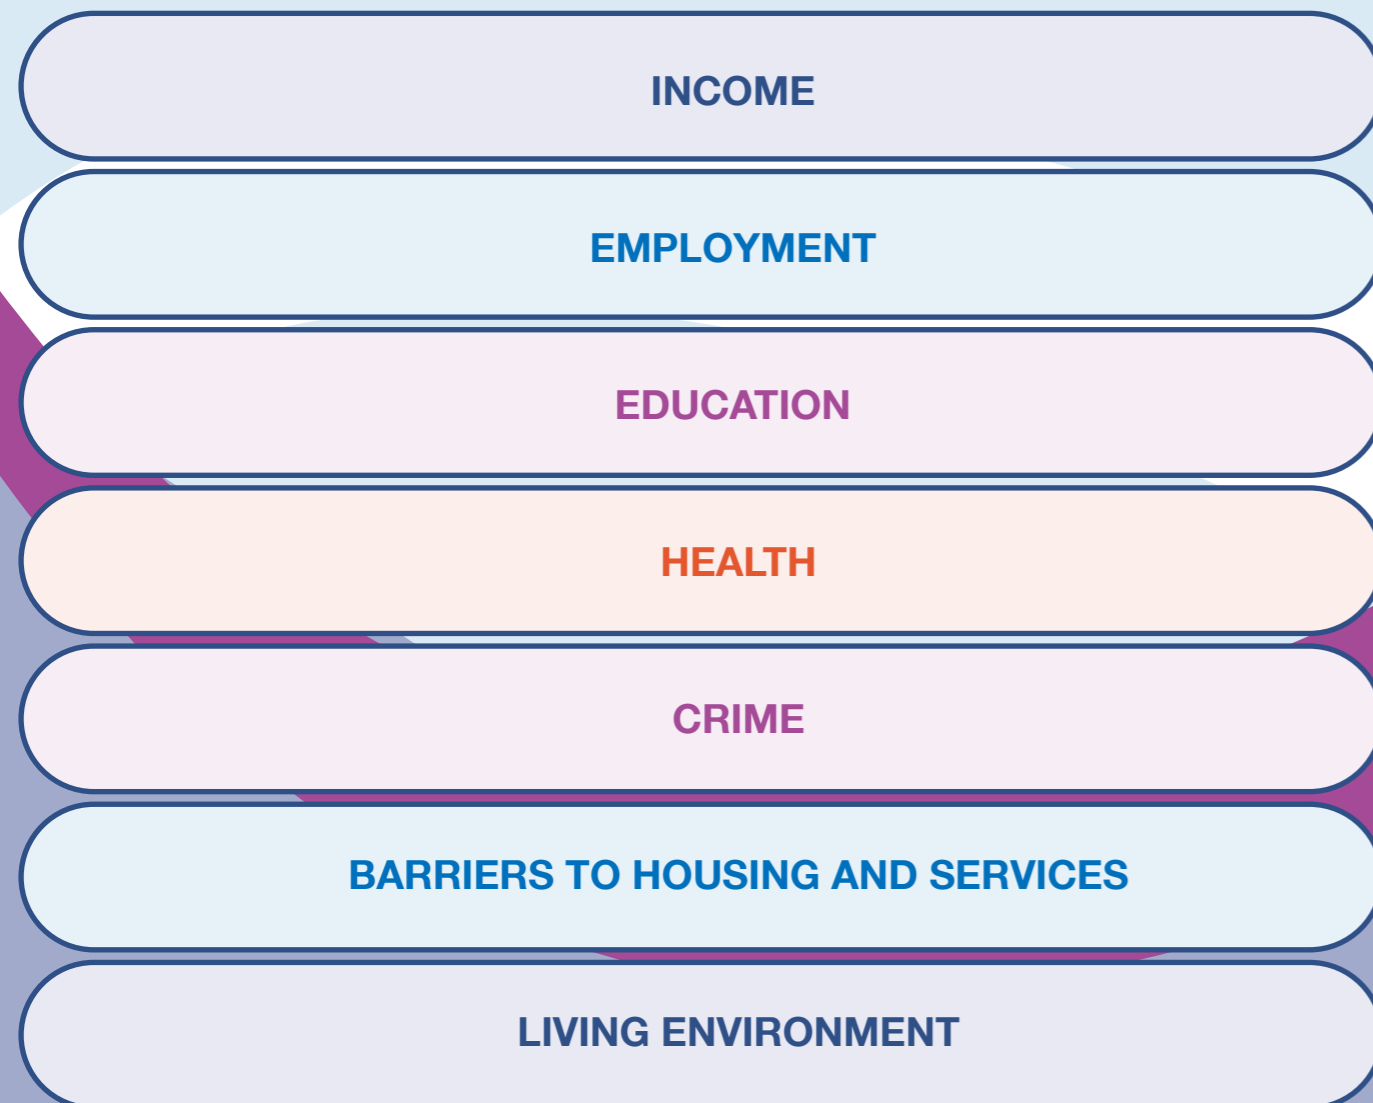 INCOME
EMPLOYMENT
EDUCATION
HEALTH
CRIME
BARRIERS TO HOUSING AND SERVICES
LIVING ENVIRONMENT